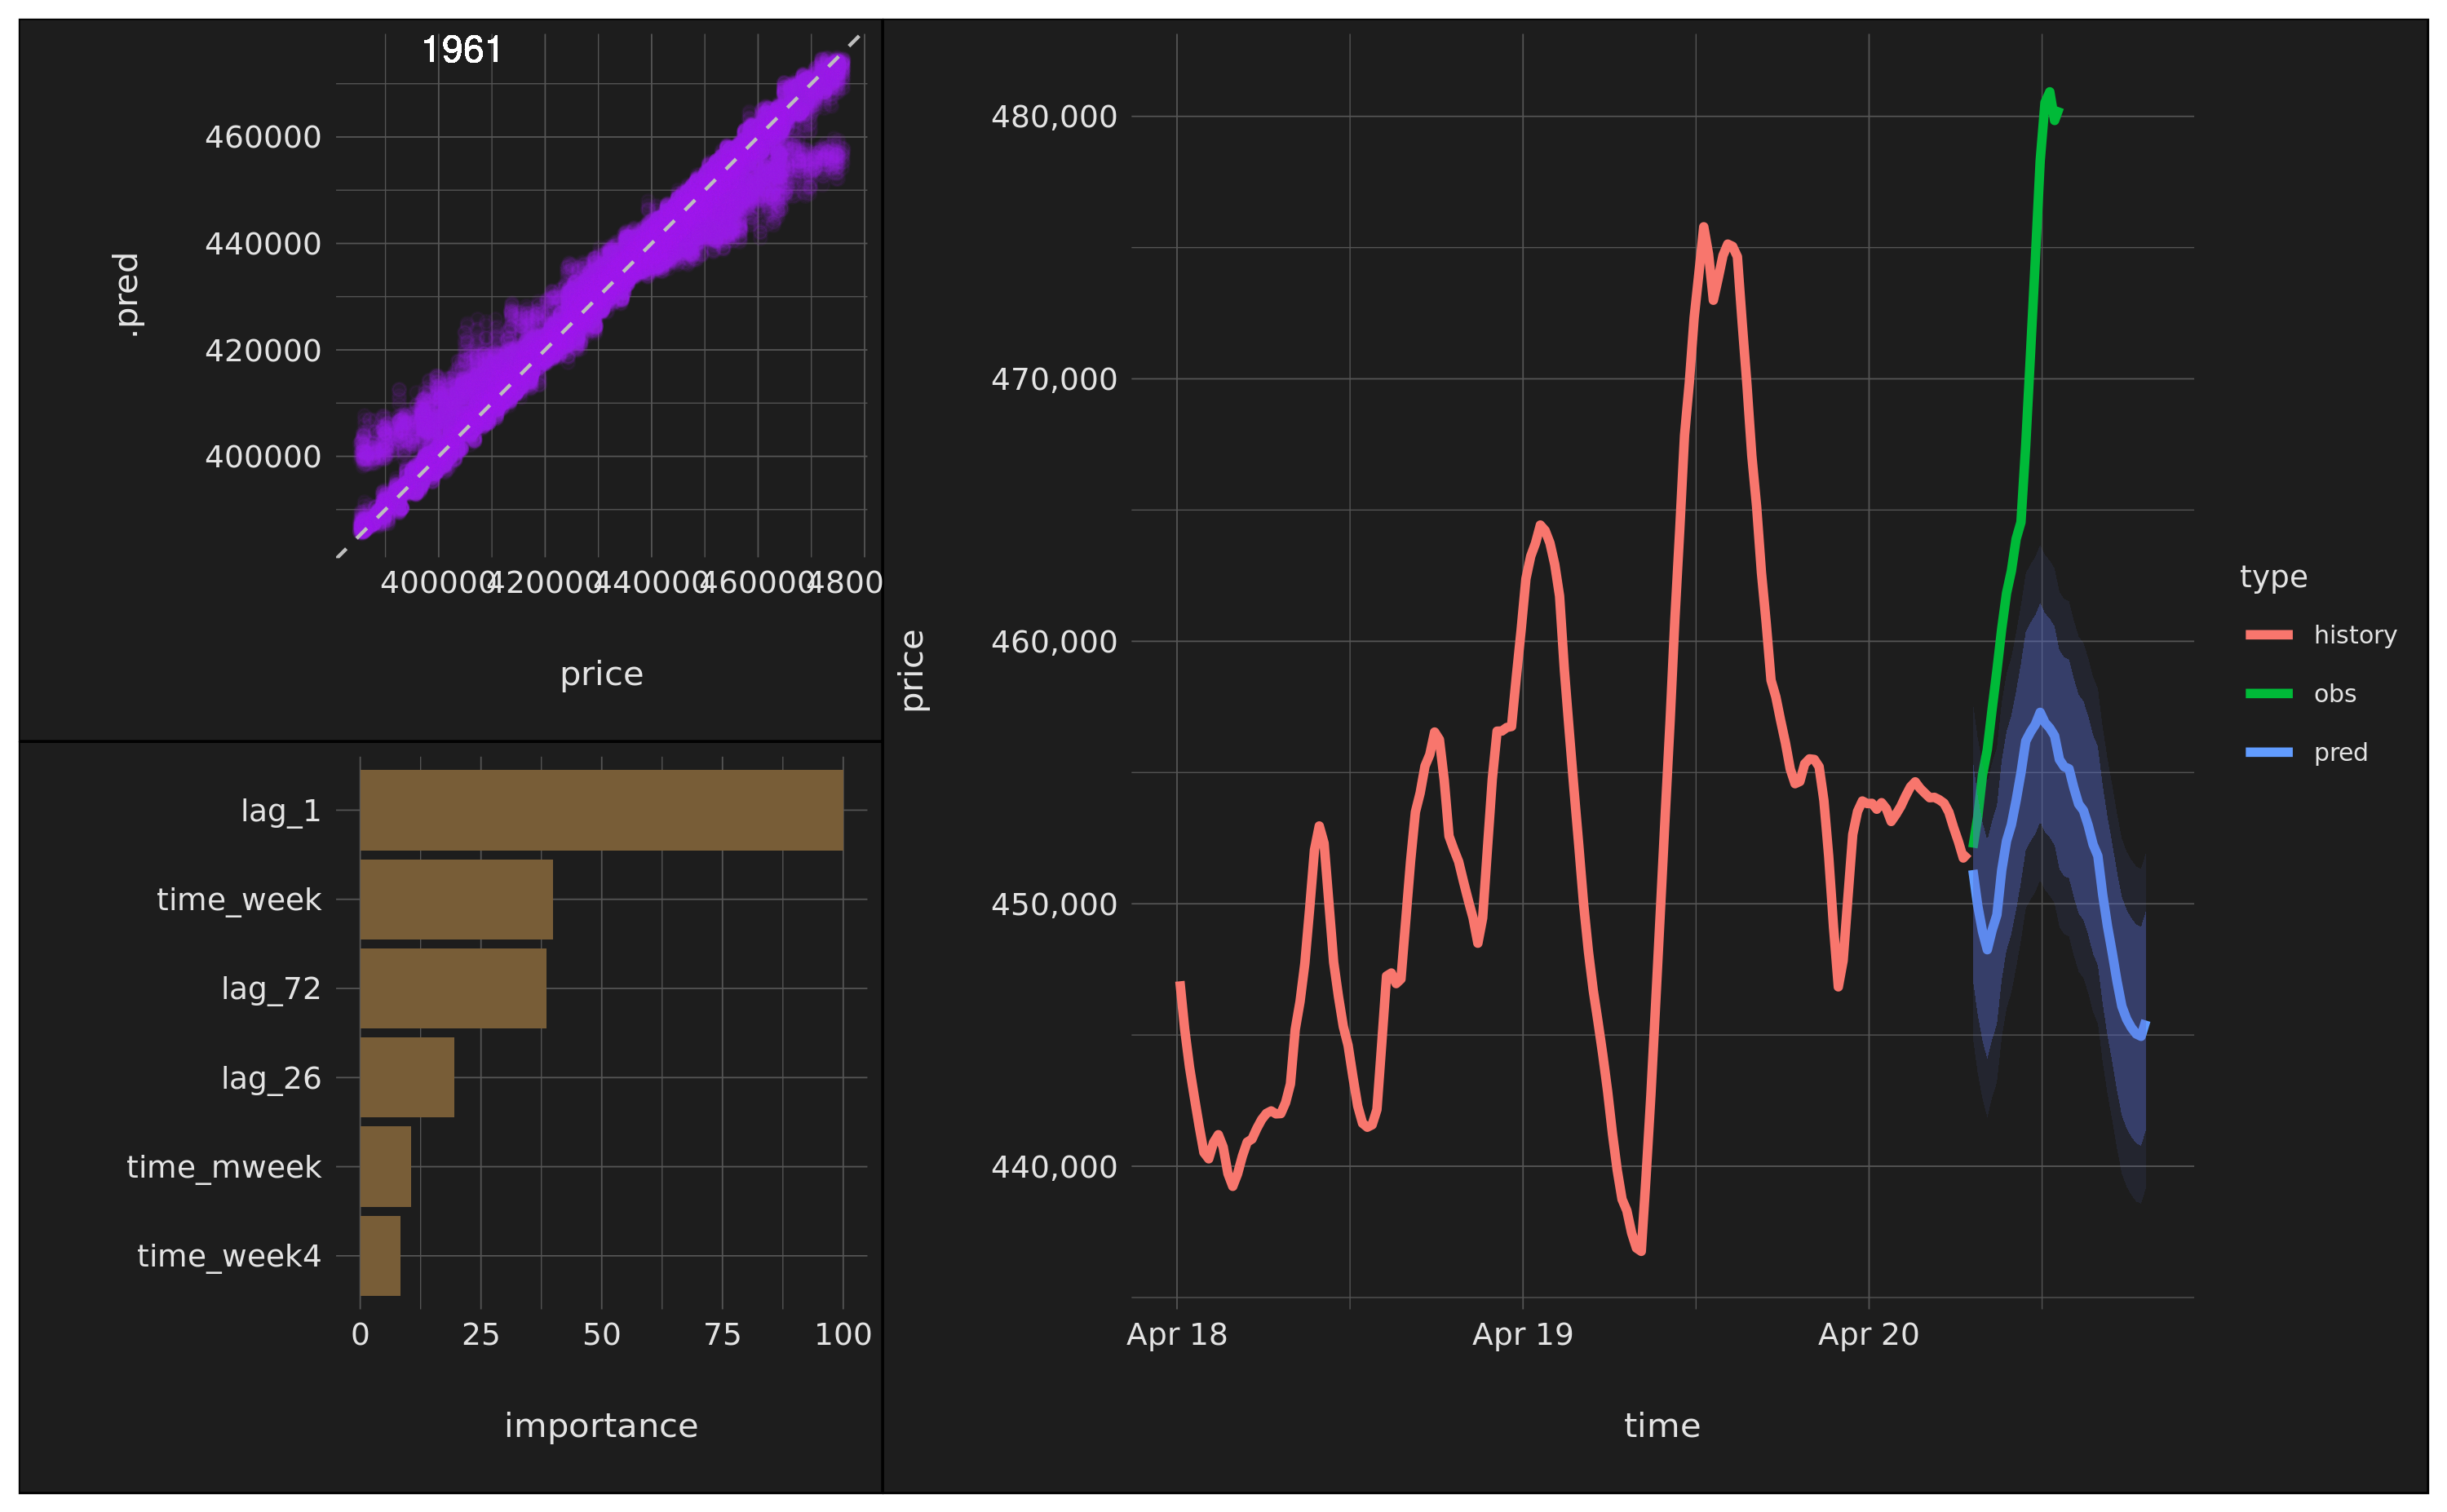 1961
.pred
460000
440000
420000
400000
400000 420000 440000 460000 4800
price
lag_1
time_week
lag_72
lag_26
time_mweek
time_week4
0 25 50 75 100
importance
price
480,000
470,000
460,000
450,000
440,000
Apr 18 Apr 19 Apr 20
time
type
history
obs
pred